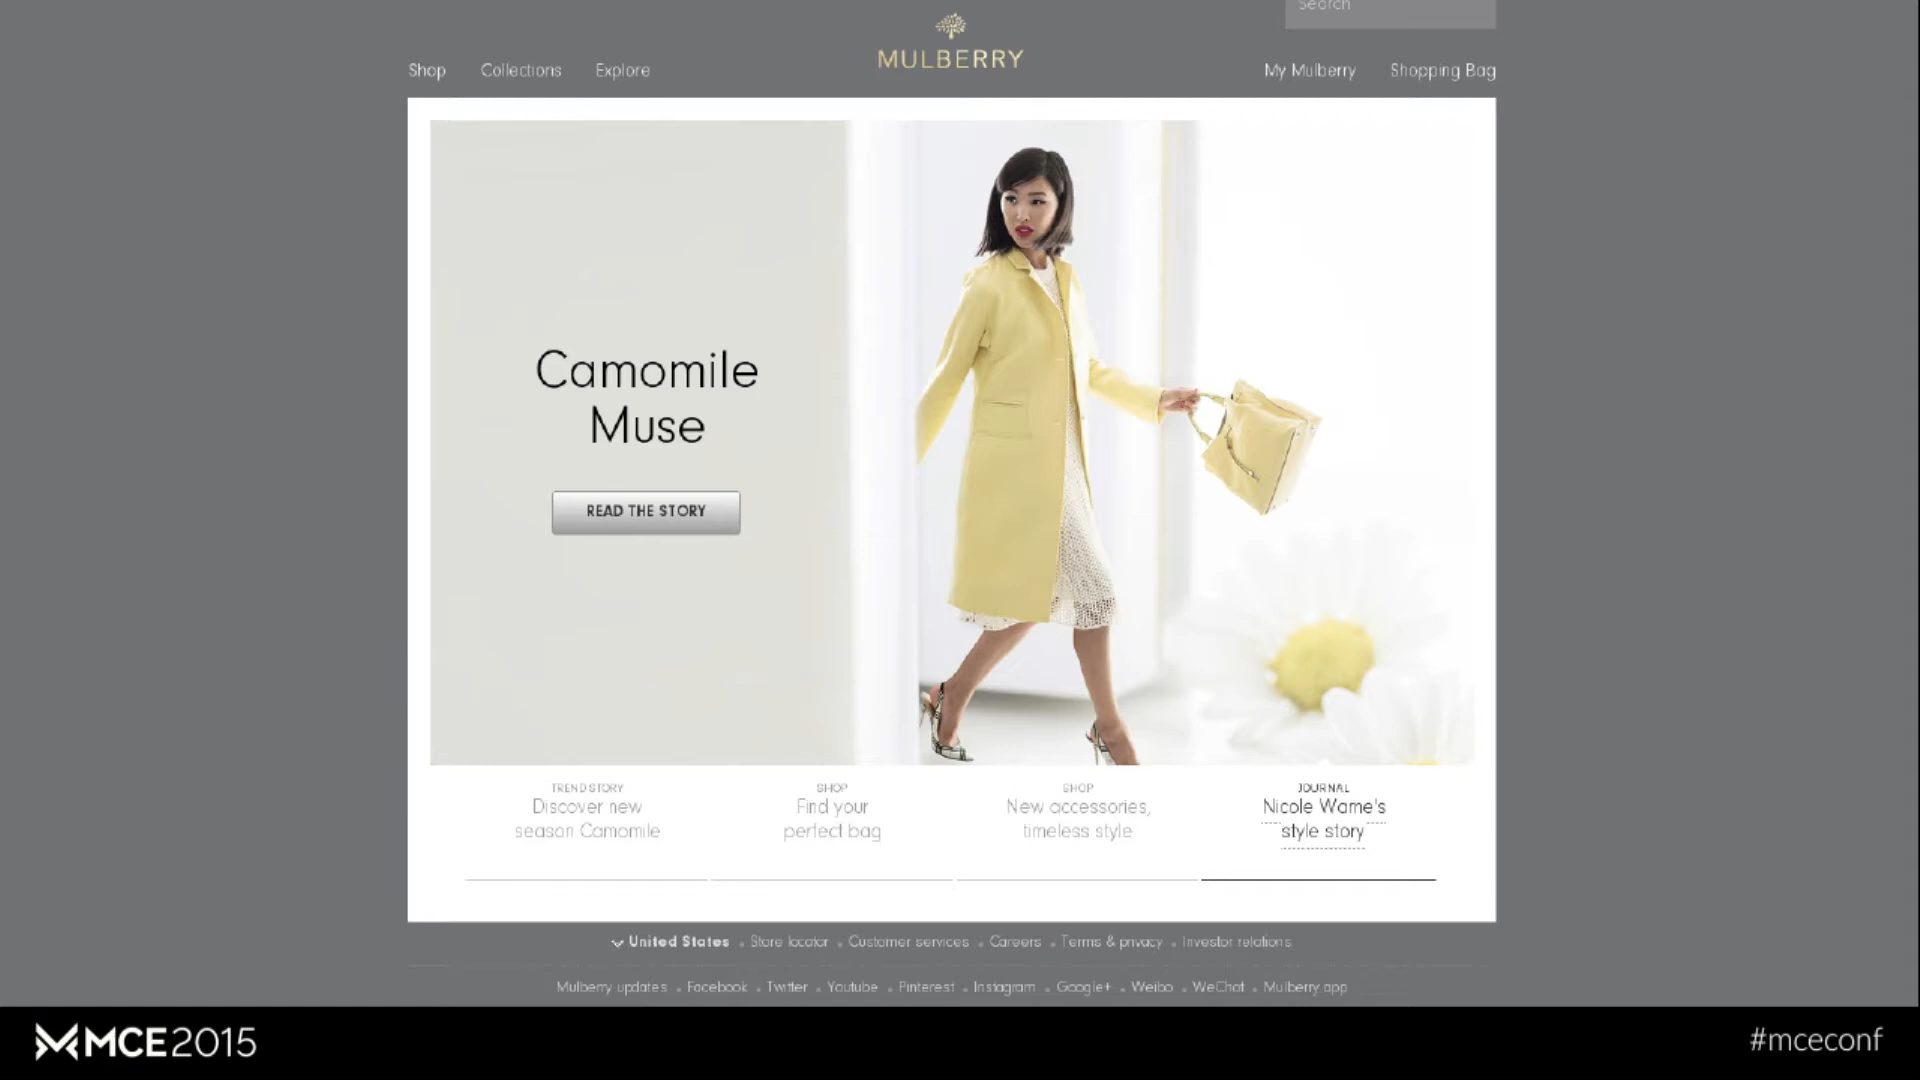 Search
MULBERRY
Shop Collections Explore
My Mulberry Shopping Bag
Camomile
Muse
READ THE STORY
TREND STORY
Discover new
season Camomile
SHOP
Find your
perfect bag
SHOP
New accessories,
timeless style
JOURNAL
Nicole Warne's
style story
United States Store locator Customer services Careers Terms & privacy Investor relations
Mulberry updates Facebook Twitter Youtube Pinterest Instagram Google+ Weibo WeChat Mulberry app
MCE2015
#mceconf